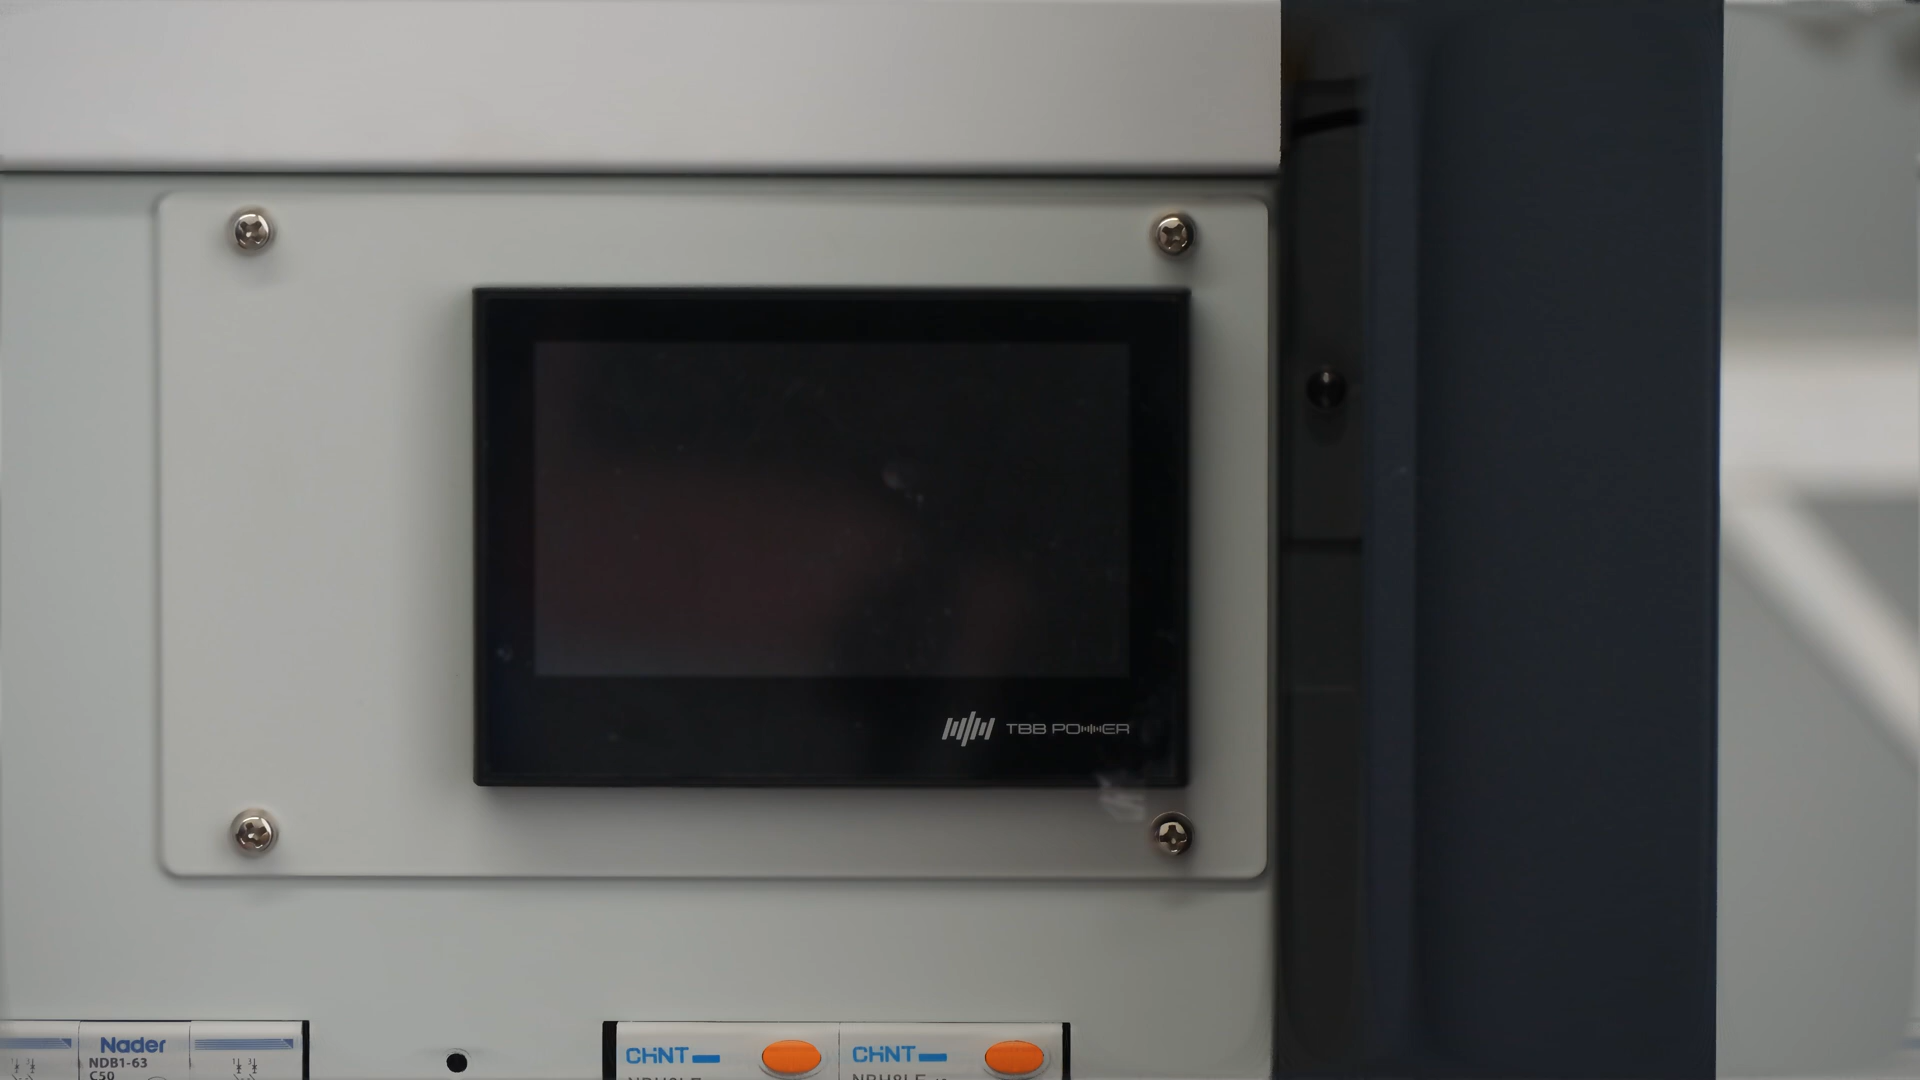 TBB POWER
Nader
NDB1-63
C50
CHNT
CHNT